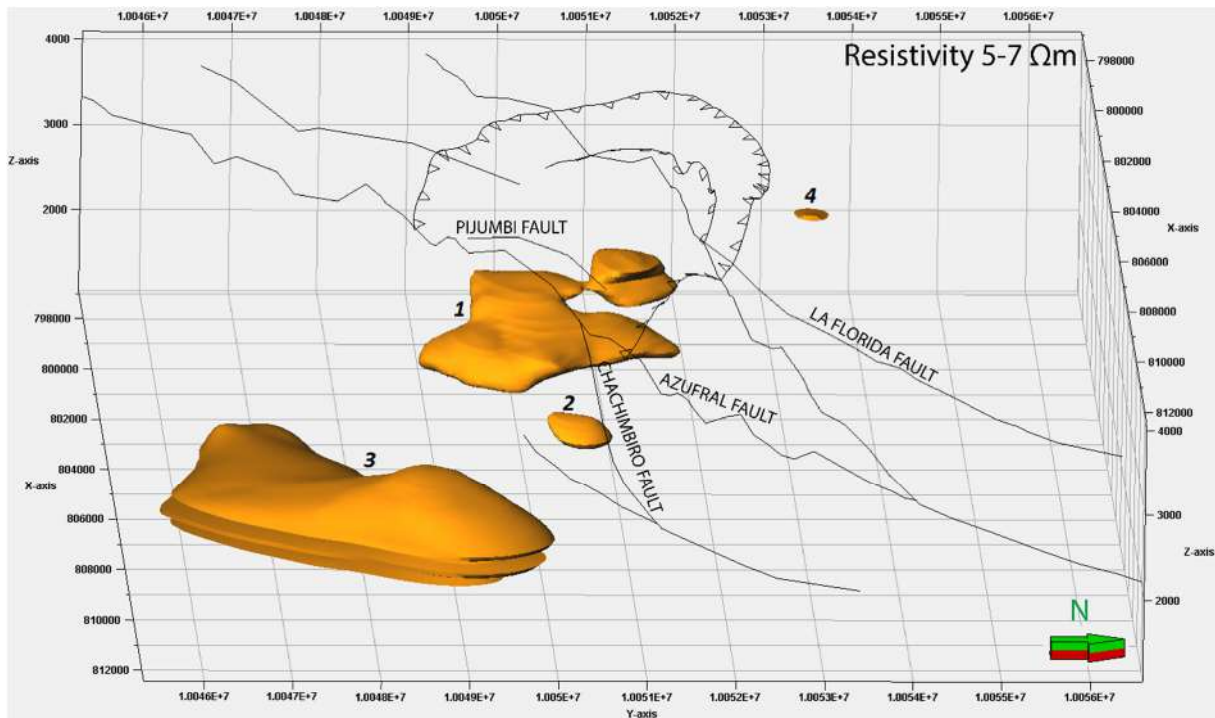 1.0046E+7 1.0047E+7 1.0048E+7 1.0049E+7 1.005E+7 1.0051E+7 1.0052E+7 1.0053E+7 1.0054E+7 1.0055E+7 1.0056E+7
Resistivity 5-7 Ωm
4000
3000
Z-axis
2000
798000
800000
802000
804000
X-axis
806000
808000
810000
812000
798000
800000
802000
804000
X-axis
806000
808000
810000
812000
4000
3000
Z-axis
2000
4
PIJUMBI FAULT
1
LA FLORIDA FAULT
AZUFRAL FAULT
CHACHIMBIRO FAULT
2
3
N
1.0046E+7 1.0047E+7 1.0048E+7 1.0049E+7 1.005E+7 1.0051E+7 1.0052E+7 1.0053E+7 1.0054E+7 1.0055E+7 1.0056E+7
Y-axis